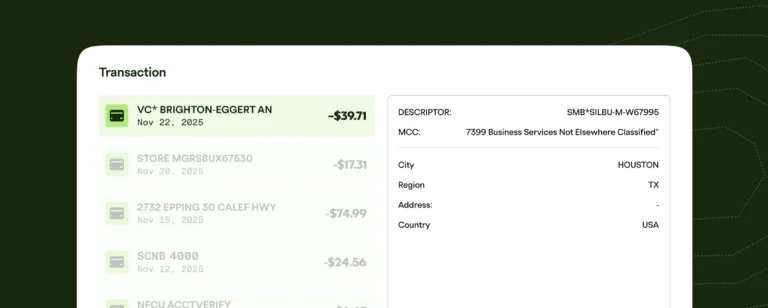 Transaction
VC* BRIGHTON-EGGERT AN
Nov 22, 2025
-$39.71
STORE MGRSBUX67530
Nov 20, 2025
-$17.31
2732 EPPING 30 CALEF HWY
Nov 15, 2025
-$74.99
SCNB 4000
Nov 12, 2025
-$24.56
NFCU ACCTVERIFY
DESCRIPTOR: SMB*SILBU-M-W67995
MCC: 7399 Business Services Not Elsewhere Classified"
City HOUSTON
Region TX
Address: -
Country USA